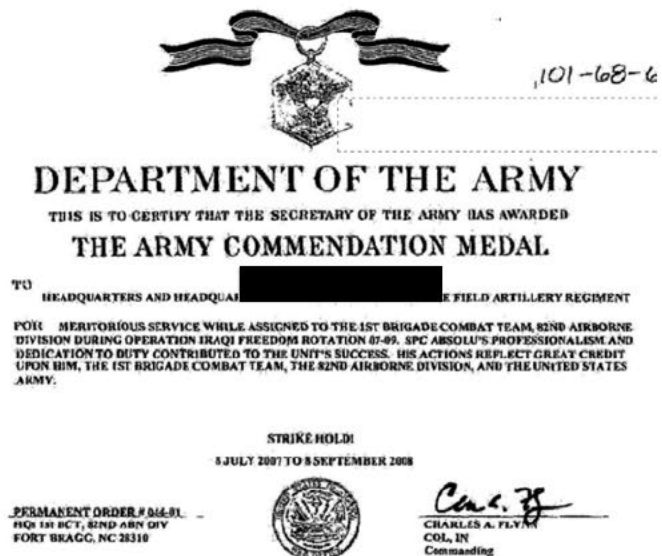 101-68-6
DEPARTMENT OF THE ARMY
THIS IS TO CERTIFY THAT THE SECRETARY OF THE ARMY HAS AWARDED
THE ARMY COMMENDATION MEDAL
TO
HEADQUARTERS AND HEADQUA E FIELD ARTILLERY REGIMENT
FOR MERITORIOUS SERVICE WHILE ASSIGNED TO THE 1ST BRIGADE COMBAT TEAM, 82ND AIRBORNE
DIVISION DURING OPERATION IRAQI FREEDOM ROTATION 07-09. SPC ABSOLU'S PROFESSIONALISM AND
DEDICATION TO DUTY CONTRIBUTED TO THE UNIT'S SUCCESS. HIS ACTIONS REFLECT GREAT CREDIT
UPON HIM, THE 1ST BRIGADE COMBAT TEAM, THE 82ND AIRBORNE DIVISION, AND THE UNITED STATES
ARMY.
STRIKE HOLD!
8 JULY 2007 TO 8 SEPTEMBER 2008
PERMANENT ORDER #
HQ, 1st BCT, 82ND ABN DIV
FORT BRAGG, NC 28310
CHARLES A. FLYNN
COL, IN
Commanding